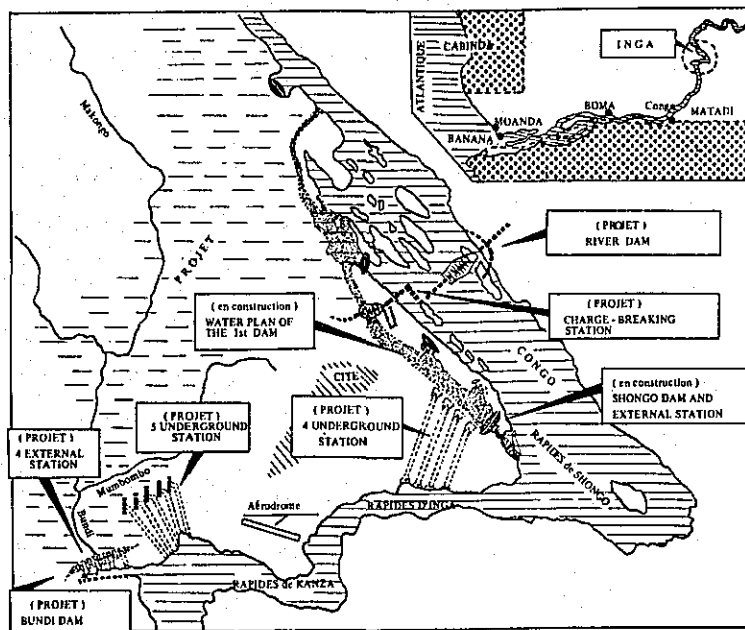 ATLANTIQUE
CABINDA
INGA
BOMA
Congo
MATADI
MOANDA
BANANA
Makongo
PROJET
( PROJET )
RIVER DAM
( en construction )
WATER PLAN OF
THE 1st DAM
( PROJET )
CHARGE - BREAKING
STATION
CONGO
CITE
( PROJET )
5 UNDERGROUND
STATION
( PROJET )
4 UNDERGROUND
STATION
( en construction )
SHONGO DAM AND
EXTERNAL STATION
( PROJET )
4 EXTERNAL
STATION
Mumbombo
Bundi
Aérodrome
RAPIDES D'INGA
RAPIDES de SHONGO
RAPIDES de KANZA
( PROJET )
BUNDI DAM